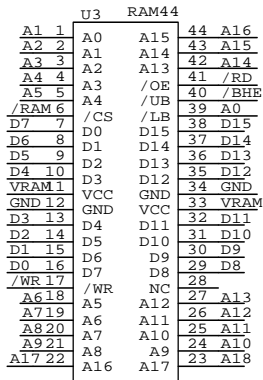 U3 RAM44
A1 1 A0 A15 44 A16
A2 2 A1 A14 43 A15
A3 3 A2 A13 42 A14
A4 4 A3 /OE 41 /RD
A5 5 A4 /UB 40 /BHE
/RAM 6 /CS /LB 39 A0
D7 7 D0 D15 38 D15
D6 8 D1 D14 37 D14
D5 9 D2 D13 36 D13
D4 10 D3 D12 35 D12
VRAM 11 VCC GND 34 GND
GND 12 GND VCC 33 VRAM
D3 13 D4 D11 32 D11
D2 14 D5 D10 31 D10
D1 15 D6 D9 30 D9
D0 16 D7 D8 29 D8
/WR 17 /WR NC 28
A6 18 A5 A12 27 A13
A7 19 A6 A11 26 A12
A8 20 A7 A10 25 A11
A9 21 A8 A9 24 A10
A17 22 A16 A17 23 A18